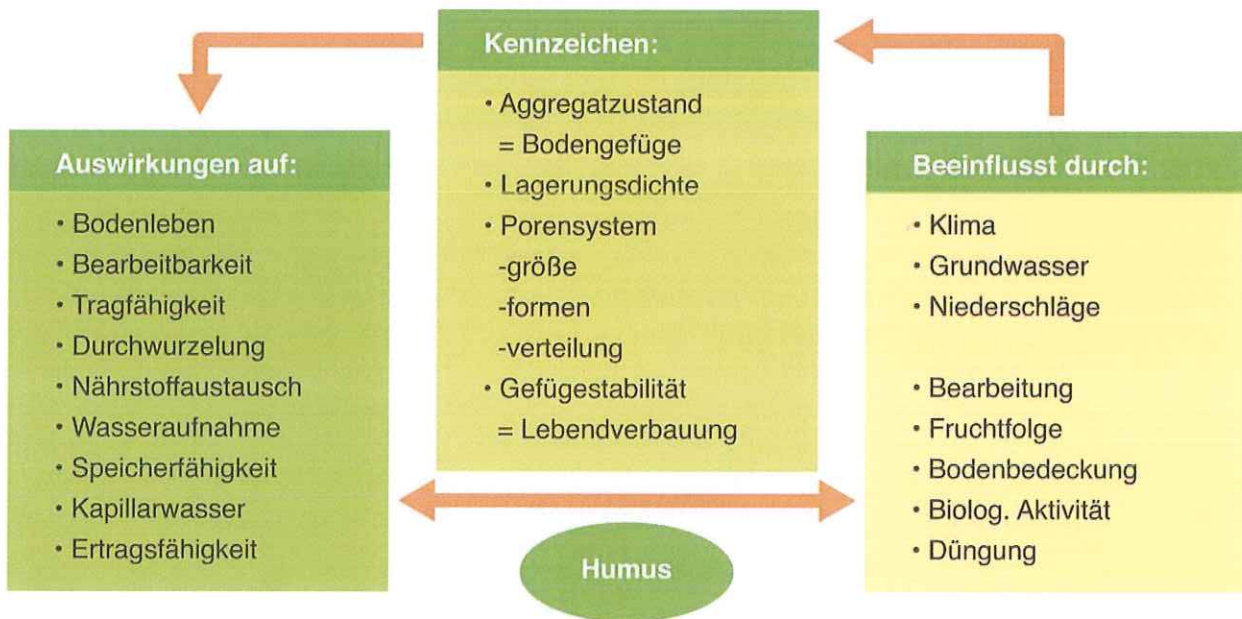 Kennzeichen:
• Aggregatzustand
= Bodengefüge
• Lagerungsdichte
• Porensystem
-größe
-formen
-verteilung
• Gefügestabilität
= Lebendverbauung
Auswirkungen auf:
• Bodenleben
• Bearbeitbarkeit
• Tragfähigkeit
• Durchwurzelung
• Nährstoffaustausch
• Wasseraufnahme
• Speicherfähigkeit
• Kapillarwasser
• Ertragsfähigkeit
Beeinflusst durch:
• Klima
• Grundwasser
• Niederschläge
• Bearbeitung
• Fruchtfolge
• Bodenbedeckung
• Biolog. Aktivität
• Düngung
Humus